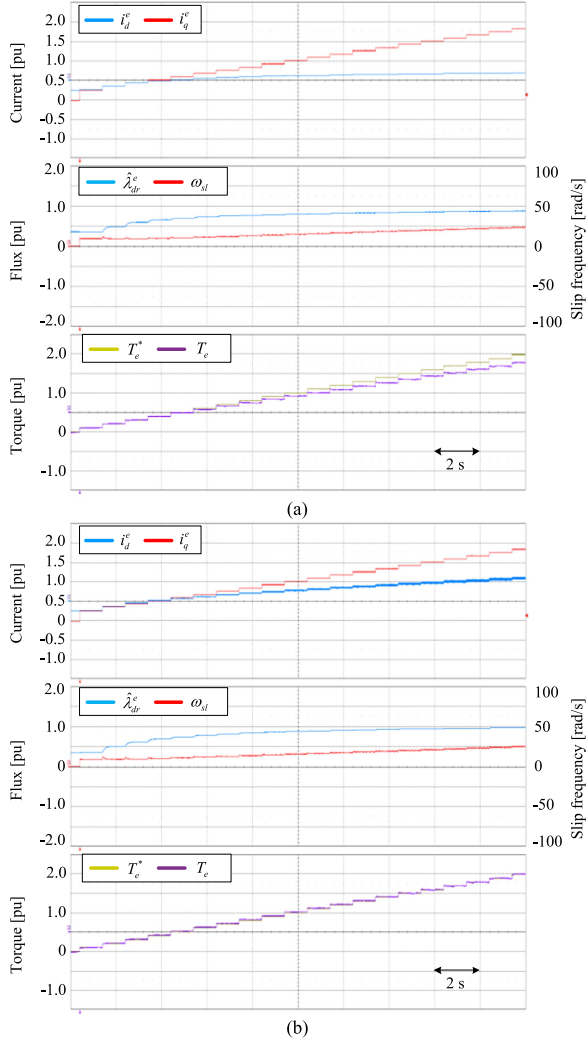 i_d^e i_q^e
Current [pu]
2.0
1.5
1.0
0.5
0
-0.5
-1.0
λ̂_dr^e ω_sl
Flux [pu]
2.0
1.0
0
-1.0
-2.0
Slip frequency [rad/s]
100
50
0
-50
-100
T_e^* T_e
Torque [pu]
2.0
1.0
0
-1.0
2 s
(a)
i_d^e i_q^e
Current [pu]
2.0
1.5
1.0
0.5
0
-0.5
-1.0
λ̂_dr^e ω_sl
Flux [pu]
2.0
1.0
0
-1.0
-2.0
Slip frequency [rad/s]
100
50
0
-50
-100
T_e^* T_e
Torque [pu]
2.0
1.0
0
-1.0
2 s
(b)